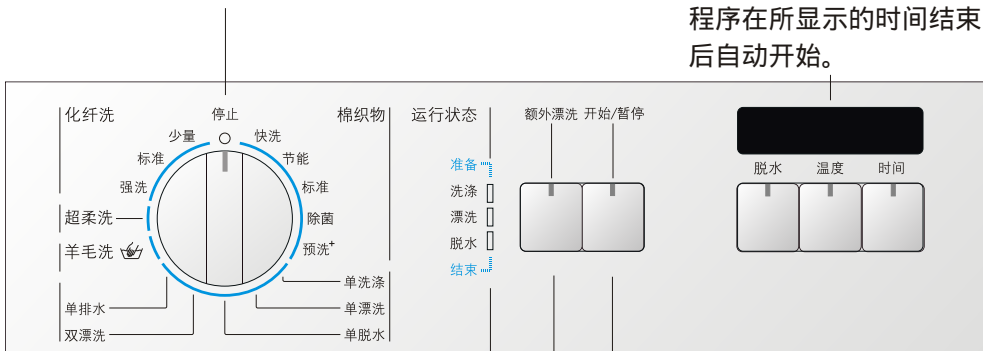 程序在所显示的时间结束
后自动开始。
化纤洗
停止
棉织物
运行状态
额外漂洗
开始/暂停
少量
快洗
标准
节能
强洗
标准
超柔洗
除菌
羊毛洗
预洗+
单洗涤
单排水
单漂洗
双漂洗
单脱水
准备
洗涤
漂洗
脱水
结束
脱水
温度
时间